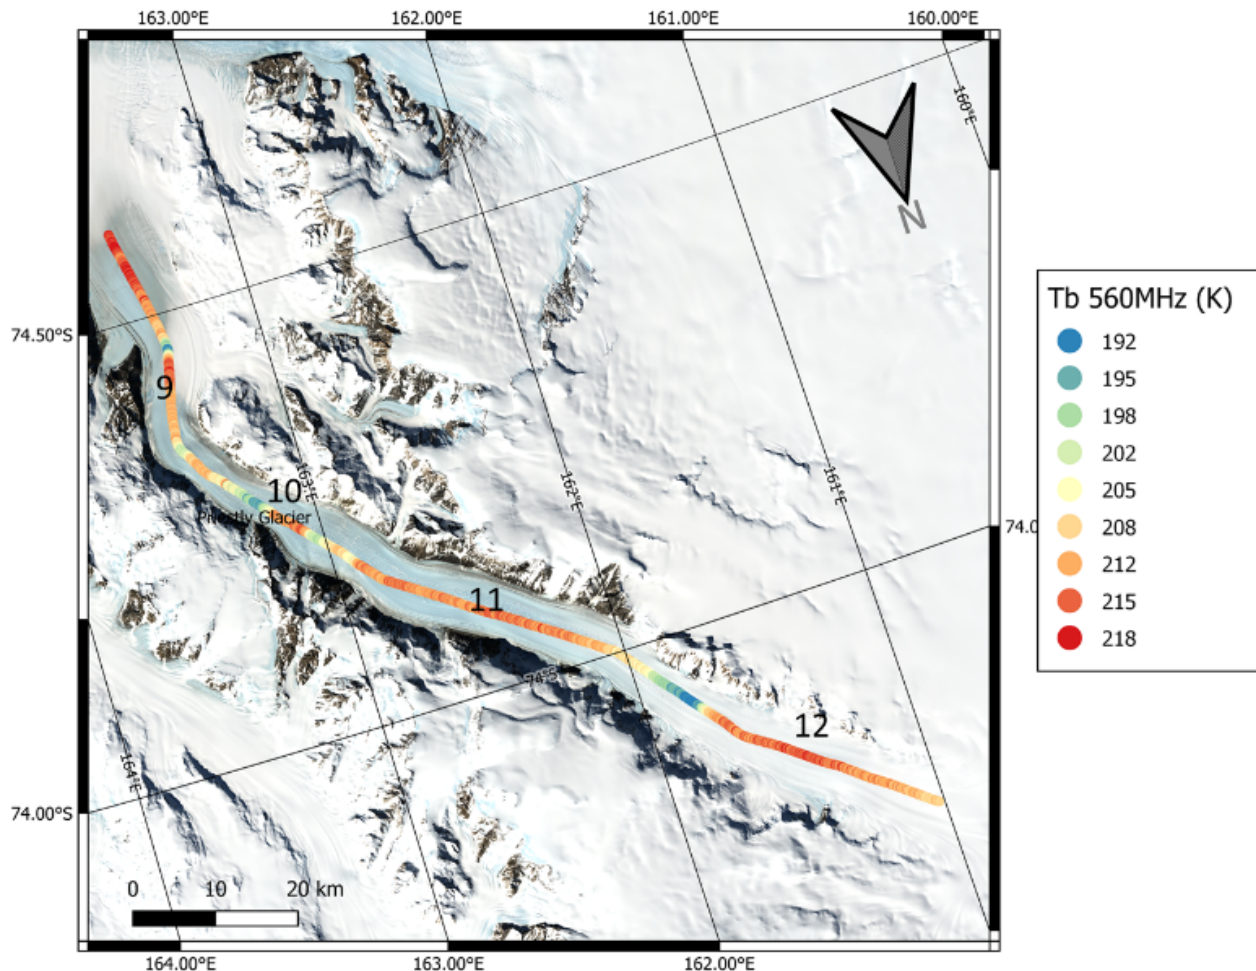 163.00°E 162.00°E 161.00°E 160.00°E
160°E
N
74.50°S
9
10
163°E
162°E
161°E
Priestly Glacier
74.0
11
74°S
12
164°E
74.00°S
0 10 20 km
164.00°E 163.00°E 162.00°E
Tb 560MHz (K)
192
195
198
202
205
208
212
215
218